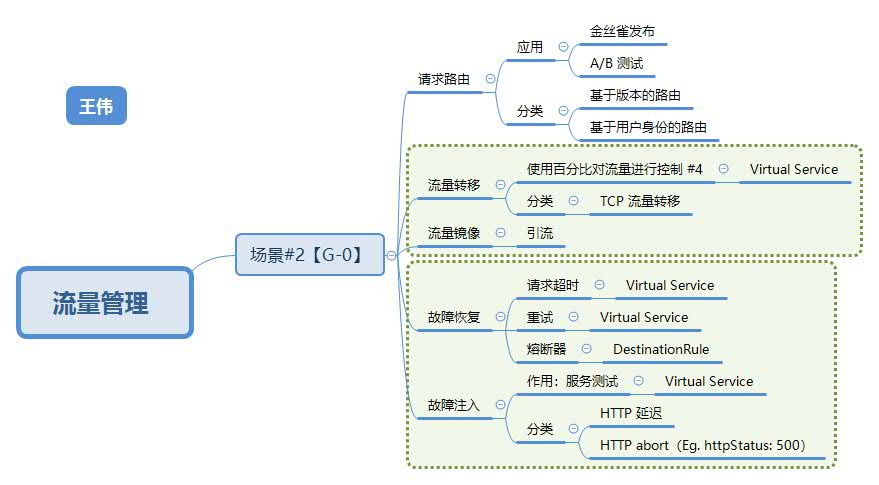 王伟
流量管理
场景#2【G-0】
请求路由
应用
金丝雀发布
A/B 测试
分类
基于版本的路由
基于用户身份的路由
流量转移
使用百分比对流量进行控制 #4
Virtual Service
分类
TCP 流量转移
流量镜像
引流
故障恢复
请求超时
Virtual Service
重试
Virtual Service
熔断器
DestinationRule
故障注入
作用：服务测试
Virtual Service
分类
HTTP 延迟
HTTP abort（Eg. httpStatus: 500）